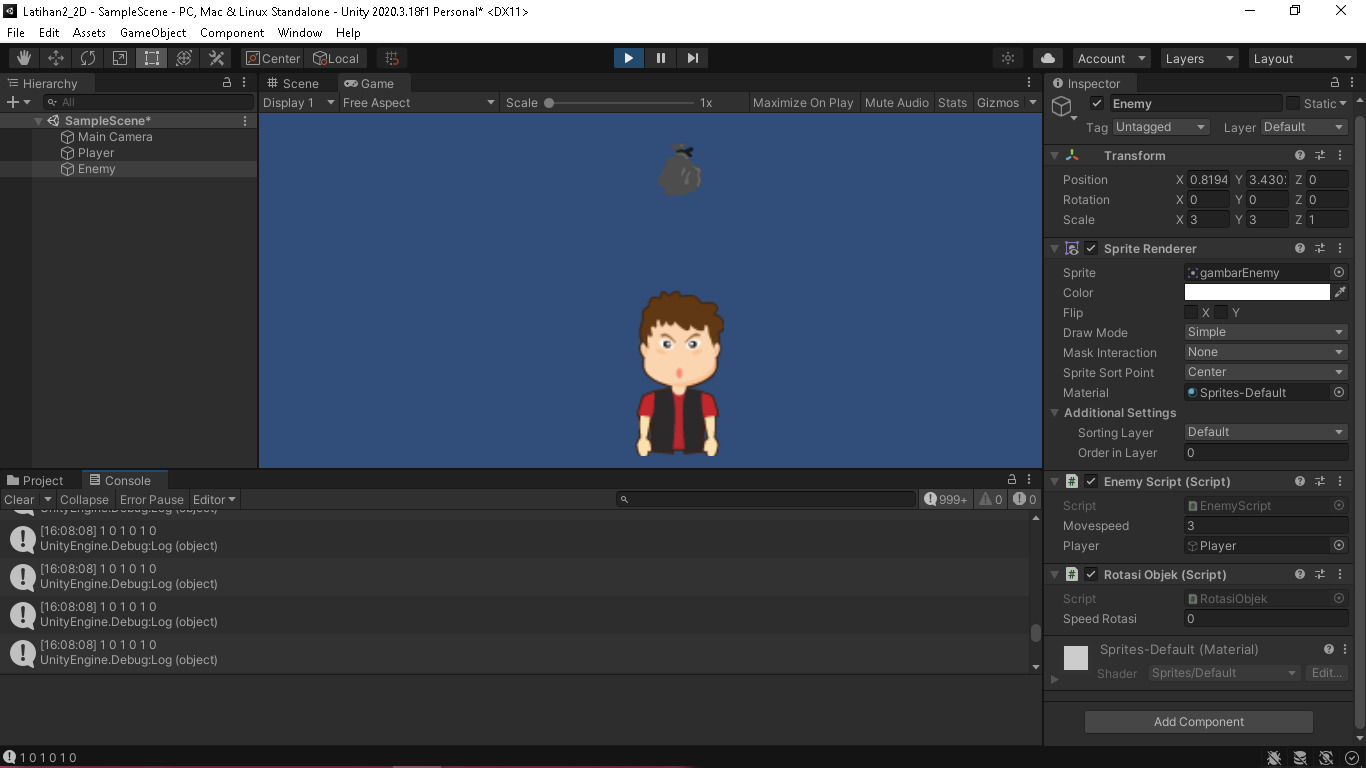 Latihan2_2D - SampleScene - PC, Mac & Linux Standalone - Unity 2020.3.18f1 Personal* <DX11>
File Edit Assets GameObject Component Window Help
Center Local Account Layers Layout
Hierarchy
All
SampleScene*
Main Camera
Player
Enemy
Scene Game
Display 1 Free Aspect Scale 1x Maximize On Play Mute Audio Stats Gizmos
Inspector
Enemy Static
Tag Untagged Layer Default
Transform
Position X 0.8194 Y 3.430 Z 0
Rotation X 0 Y 0 Z 0
Scale X 3 Y 3 Z 1
Sprite Renderer
Sprite gambarEnemy
Color
Flip X Y
Draw Mode Simple
Mask Interaction None
Sprite Sort Point Center
Material Sprites-Default
Additional Settings
Sorting Layer Default
Order in Layer 0
Enemy Script (Script)
Script EnemyScript
Movespeed 3
Player Player
Rotasi Objek (Script)
Script RotasiObjek
Speed Rotasi 0
Sprites-Default (Material)
Shader Sprites/Default Edit...
Add Component
Project Console
Clear Collapse Error Pause Editor 999+ 0 0
UnityEngine.Debug:Log (object)
[16:08:08] 1 0 1 0 1 0
UnityEngine.Debug:Log (object)
[16:08:08] 1 0 1 0 1 0
UnityEngine.Debug:Log (object)
[16:08:08] 1 0 1 0 1 0
UnityEngine.Debug:Log (object)
[16:08:08] 1 0 1 0 1 0
UnityEngine.Debug:Log (object)
1 0 1 0 1 0